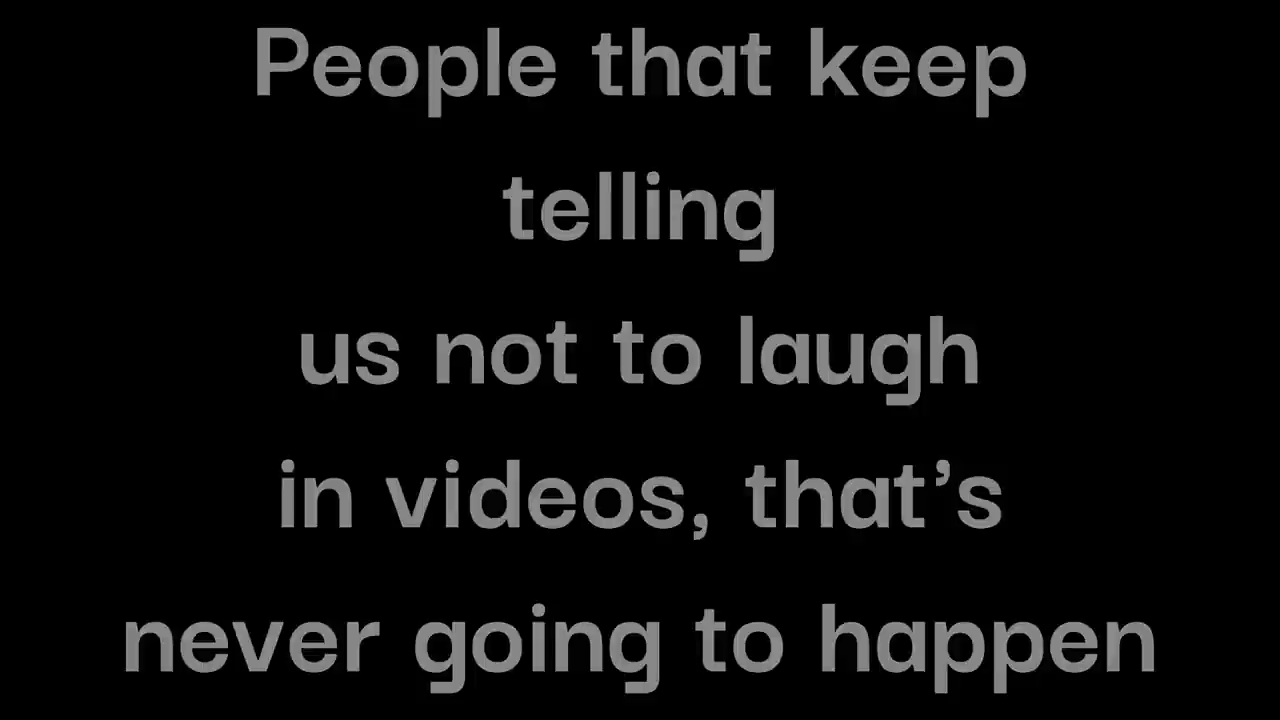 People that keep
telling
us not to laugh
in videos, that’s
never going to happen